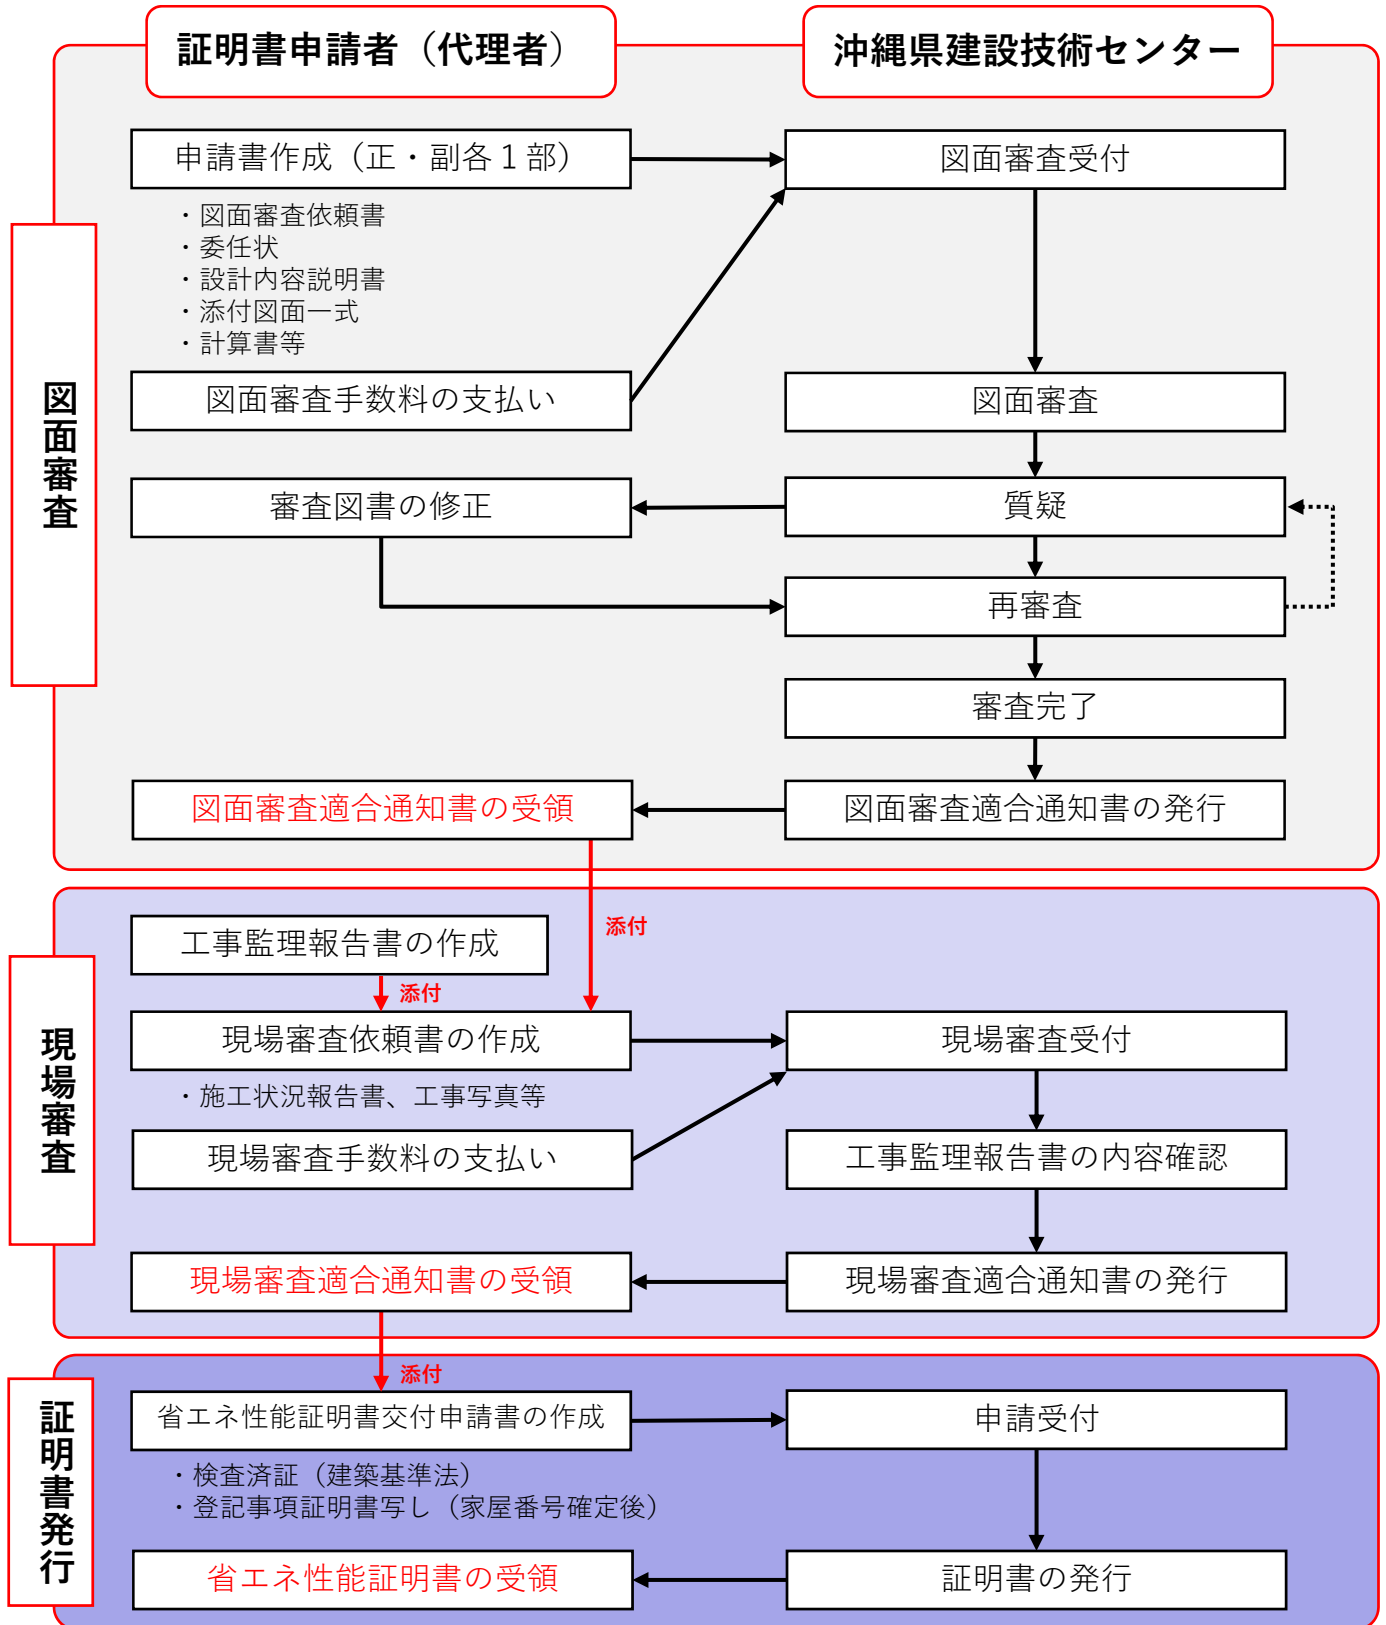 証明書申請者（代理者）
沖縄県建設技術センター
図面審査
申請書作成（正・副各１部）
図面審査受付
・図面審査依頼書
・委任状
・設計内容説明書
・添付図面一式
・計算書等
図面審査手数料の支払い
図面審査
審査図書の修正
質疑
再審査
審査完了
図面審査適合通知書の受領
図面審査適合通知書の発行
現場審査
添付
工事監理報告書の作成
添付
現場審査依頼書の作成
現場審査受付
・施工状況報告書、工事写真等
現場審査手数料の支払い
工事監理報告書の内容確認
現場審査適合通知書の受領
現場審査適合通知書の発行
証明書発行
添付
省エネ性能証明書交付申請書の作成
申請受付
・検査済証（建築基準法）
・登記事項証明書写し（家屋番号確定後）
省エネ性能証明書の受領
証明書の発行